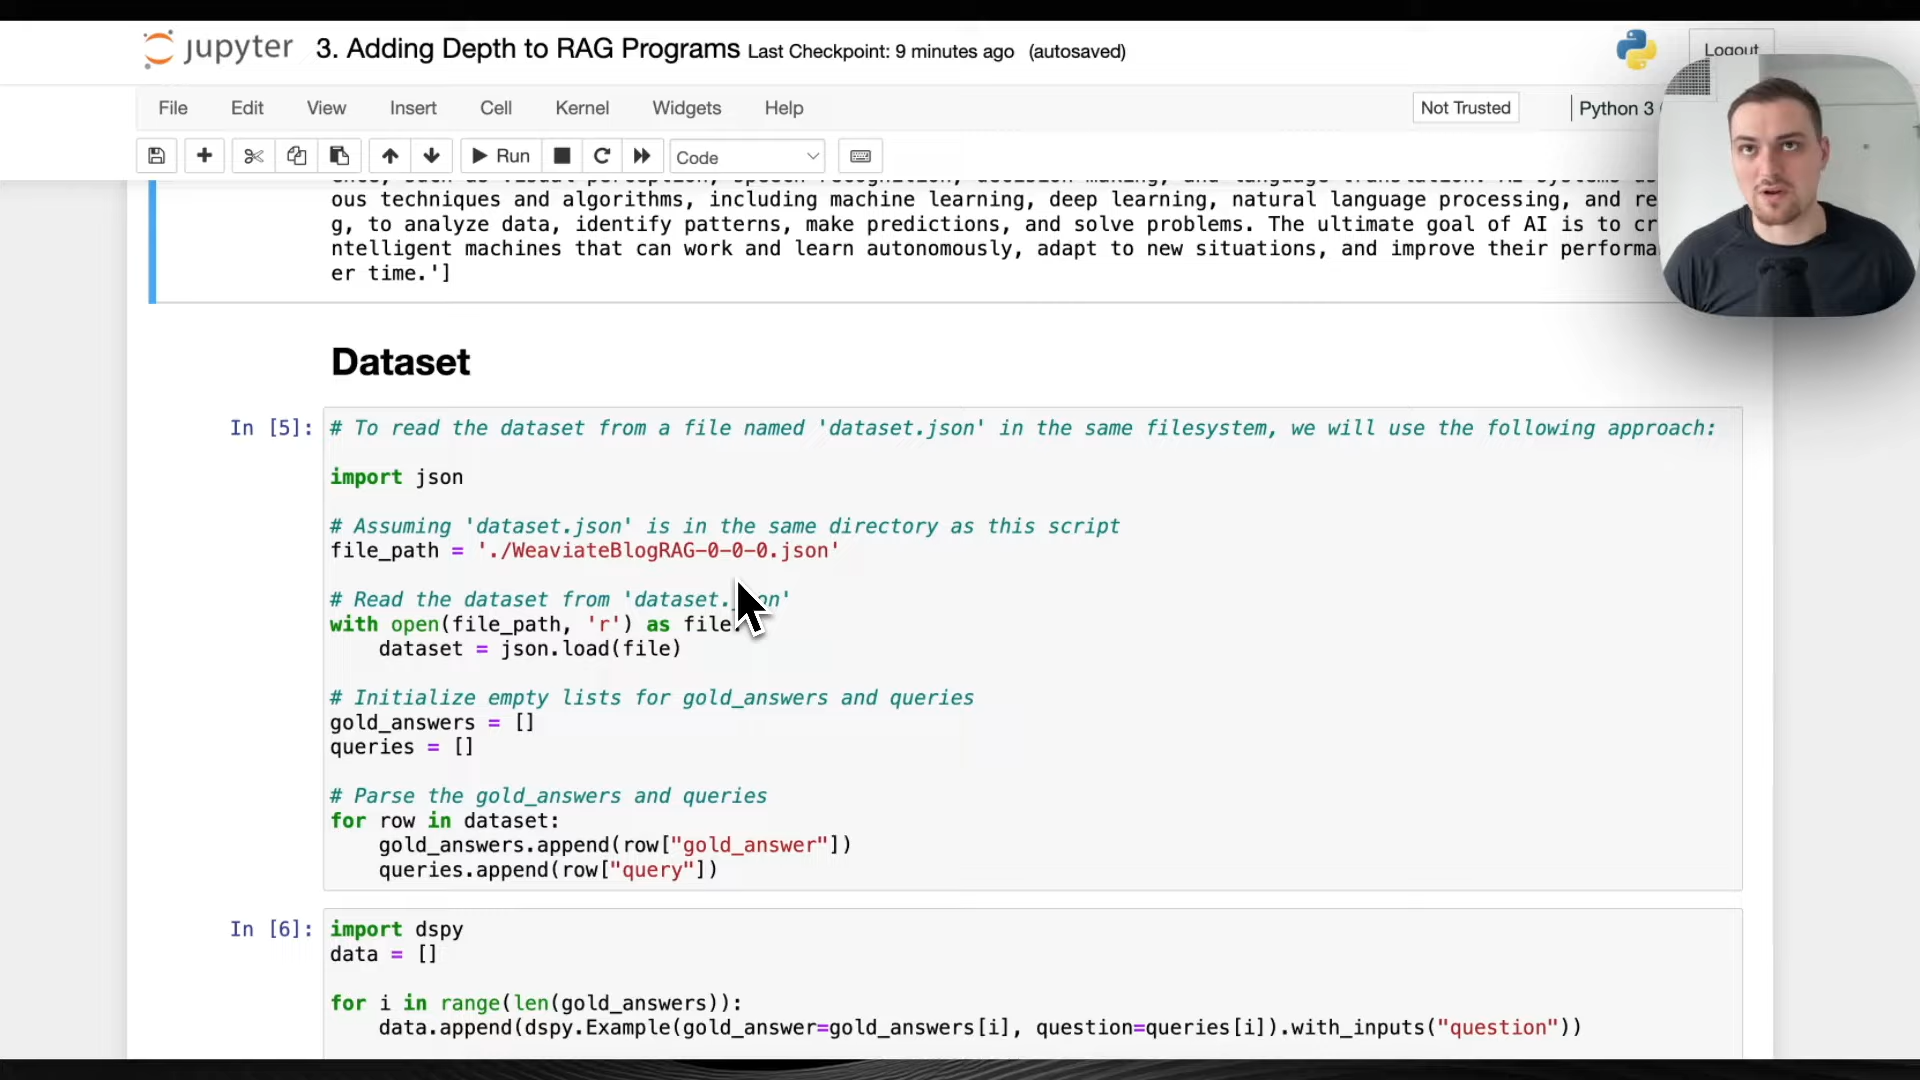 jupyter 3. Adding Depth to RAG Programs Last Checkpoint: 9 minutes ago (autosaved)
Logout
File Edit View Insert Cell Kernel Widgets Help Not Trusted Python 3
Run Code
ous techniques and algorithms, including machine learning, deep learning, natural language processing, and re
g, to analyze data, identify patterns, make predictions, and solve problems. The ultimate goal of AI is to cr
ntelligent machines that can work and learn autonomously, adapt to new situations, and improve their performa
er time.']
Dataset
In [5]: # To read the dataset from a file named 'dataset.json' in the same filesystem, we will use the following approach:
import json
# Assuming 'dataset.json' is in the same directory as this script
file_path = './WeaviateBlogRAG-0-0-0.json'
# Read the dataset from 'dataset.json'
with open(file_path, 'r') as file:
dataset = json.load(file)
# Initialize empty lists for gold_answers and queries
gold_answers = []
queries = []
# Parse the gold_answers and queries
for row in dataset:
gold_answers.append(row["gold_answer"])
queries.append(row["query"])
In [6]: import dspy
data = []
for i in range(len(gold_answers)):
data.append(dspy.Example(gold_answer=gold_answers[i], question=queries[i]).with_inputs("question"))